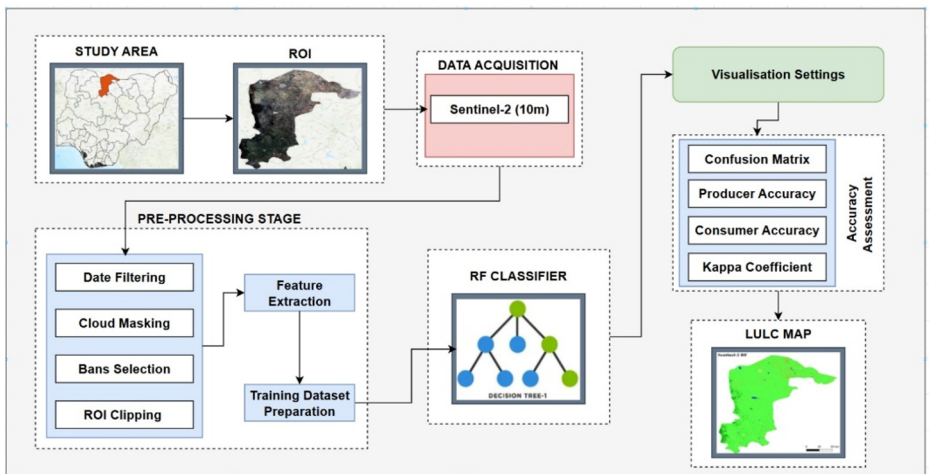 STUDY AREA
ROI
DATA ACQUISITION
Sentinel-2 (10m)
Visualisation Settings
Confusion Matrix
Producer Accuracy
Consumer Accuracy
Kappa Coefficient
Accuracy
Assessment
PRE-PROCESSING STAGE
Date Filtering
Cloud Masking
Bans Selection
ROI Clipping
Feature
Extraction
Training Dataset
Preparation
RF CLASSIFIER
DECISION TREE-1
LULC MAP